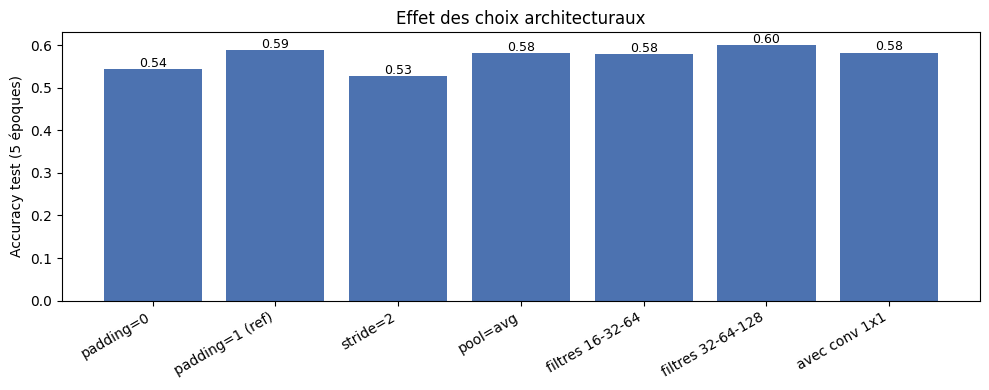 Effet des choix architecturaux
Accuracy test (5 époques)
0.6
0.5
0.4
0.3
0.2
0.1
0.0
0.54
0.59
0.53
0.58
0.58
0.60
0.58
padding=0
padding=1 (ref)
stride=2
pool=avg
filtres 16-32-64
filtres 32-64-128
avec conv 1x1